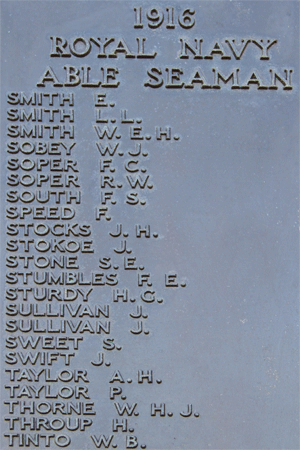 1916
ROYAL NAVY
ABLE SEAMAN
SMITH E.
SMITH L. L.
SMITH W. E. H.
SOBEY W. J.
SOPER F. C.
SOPER R. W.
SOUTH F. S.
SPEED F.
STOCKS J. H.
STOKOE J.
STONE S. E.
STUMBLES F. E.
STURDY H. C.
SULLIVAN J.
SULLIVAN J.
SWEET S.
SWIFT J.
TAYLOR A. H.
TAYLOR P.
THORNE W. H. J.
THROUP H.
TINTO W. B.